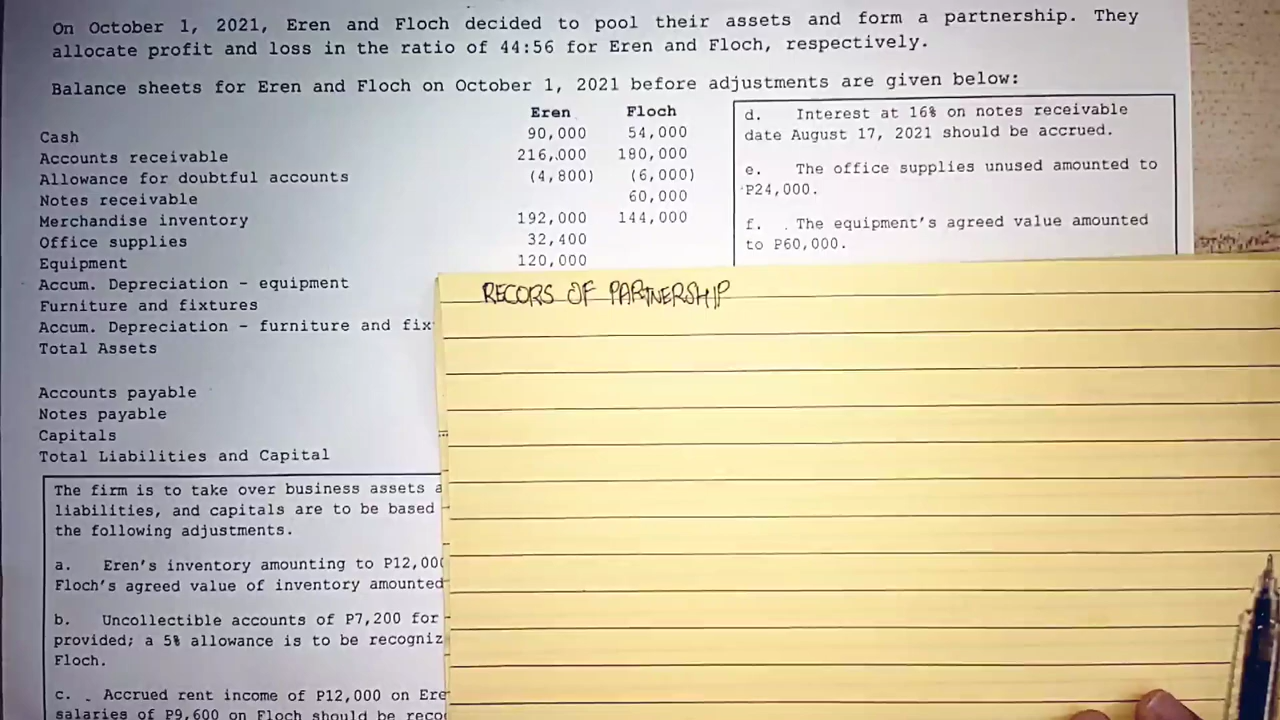 On October 1, 2021, Eren and Floch decided to pool their assets and form a partnership. They
allocate profit and loss in the ratio of 44:56 for Eren and Floch, respectively.
Balance sheets for Eren and Floch on October 1, 2021 before adjustments are given below:
Eren Floch
Cash 90,000 54,000
Accounts receivable 216,000 180,000
Allowance for doubtful accounts (4,800) (6,000)
Notes receivable 60,000
Merchandise inventory 192,000 144,000
Office supplies 32,400
Equipment 120,000
Accum. Depreciation - equipment
Furniture and fixtures
Accum. Depreciation - furniture and fix
Total Assets
Accounts payable
Notes payable
Capitals
Total Liabilities and Capital
The firm is to take over business assets a
liabilities, and capitals are to be based
the following adjustments.
a. Eren's inventory amounting to P12,000
Floch's agreed value of inventory amounted
b. Uncollectible accounts of P7,200 for
provided; a 5% allowance is to be recogniz
Floch.
c. Accrued rent income of P12,000 on Ere
salaries of P9,600 on Floch should be reco
d. Interest at 16% on notes receivable
date August 17, 2021 should be accrued.
e. The office supplies unused amounted to
P24,000.
f. The equipment's agreed value amounted
to P60,000.
RECORS OF PARTNERSHIP